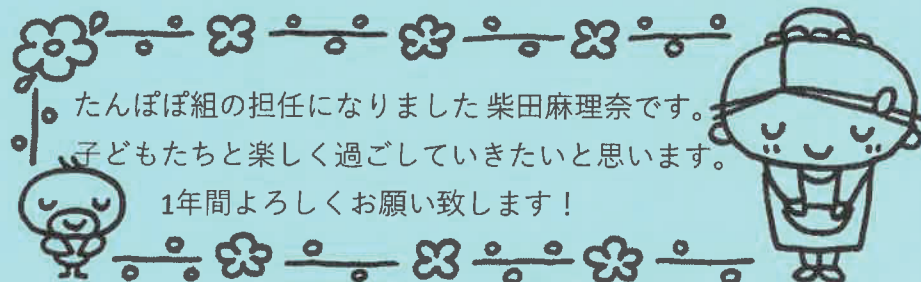 たんぽぽ組の担任になりました 柴田麻理奈です。
子どもたちと楽しく過ごしていきたいと思います。
1年間よろしくお願い致します！